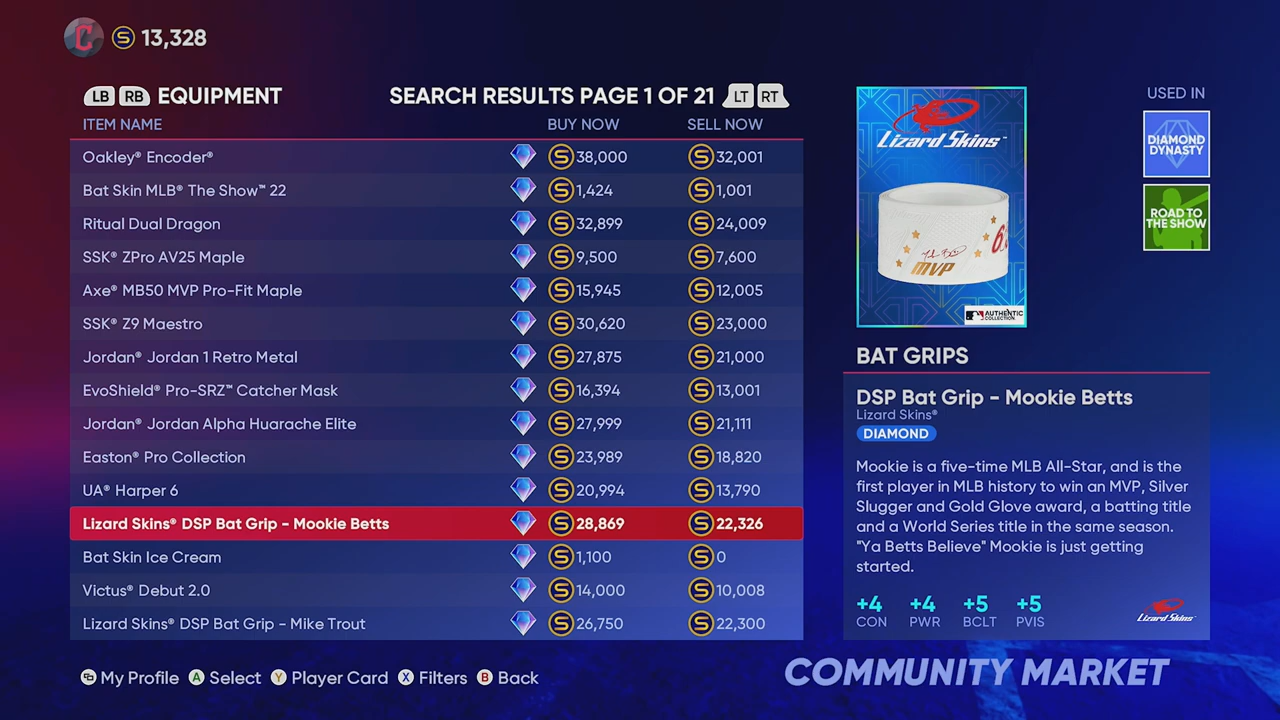 C S 13,328
LB RB EQUIPMENT SEARCH RESULTS PAGE 1 OF 21 LT RT
ITEM NAME BUY NOW SELL NOW
Oakley® Encoder® S 38,000 S 32,001
Bat Skin MLB® The Show™ 22 S 1,424 S 1,001
Ritual Dual Dragon S 32,899 S 24,009
SSK® ZPro AV25 Maple S 9,500 S 7,600
Axe® MB50 MVP Pro-Fit Maple S 15,945 S 12,005
SSK® Z9 Maestro S 30,620 S 23,000
Jordan® Jordan 1 Retro Metal S 27,875 S 21,000
EvoShield® Pro-SRZ™ Catcher Mask S 16,394 S 13,001
Jordan® Jordan Alpha Huarache Elite S 27,999 S 21,111
Easton® Pro Collection S 23,989 S 18,820
UA® Harper 6 S 20,994 S 13,790
Lizard Skins® DSP Bat Grip - Mookie Betts S 28,869 S 22,326
Bat Skin Ice Cream S 1,100 S 0
Victus® Debut 2.0 S 14,000 S 10,008
Lizard Skins® DSP Bat Grip - Mike Trout S 26,750 S 22,300
Lizard Skins™
MVP
AUTHENTIC
COLLECTION
USED IN
DIAMOND
DYNASTY
ROAD TO
THE SHOW
BAT GRIPS
DSP Bat Grip - Mookie Betts
Lizard Skins®
DIAMOND
Mookie is a five-time MLB All-Star, and is the
first player in MLB history to win an MVP, Silver
Slugger and Gold Glove award, a batting title
and a World Series title in the same season.
"Ya Betts Believe" Mookie is just getting
started.
+4 +4 +5 +5
CON PWR BCLT PVIS
Lizard Skins
My Profile A Select Y Player Card X Filters B Back
COMMUNITY MARKET